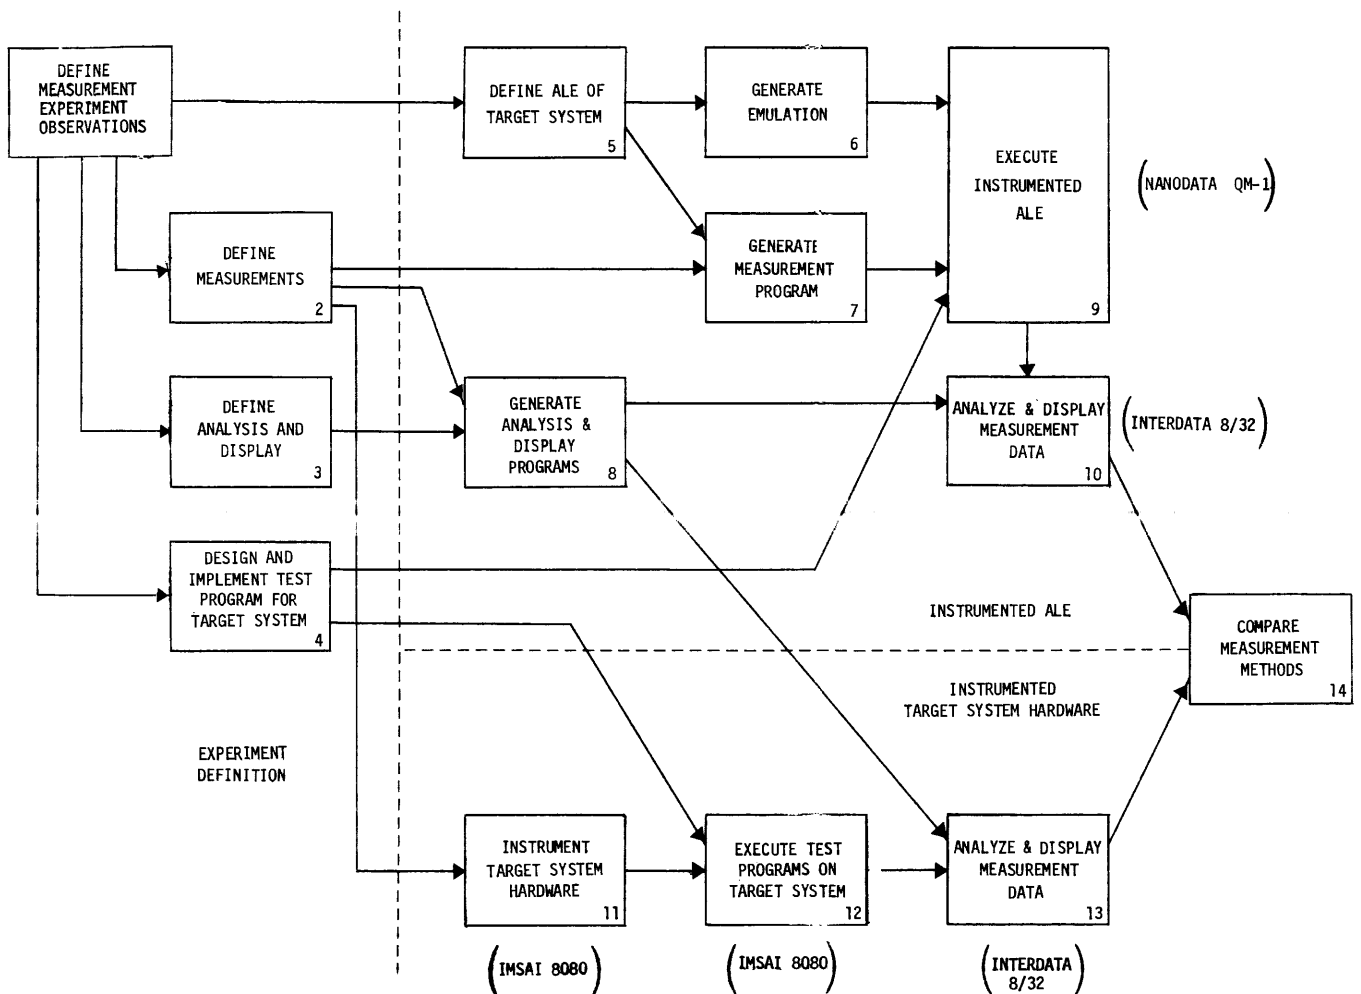 DEFINE
MEASUREMENT
EXPERIMENT
OBSERVATIONS
DEFINE
MEASUREMENTS
2
DEFINE
ANALYSIS AND
DISPLAY
3
DESIGN AND
IMPLEMENT TEST
PROGRAM FOR
TARGET SYSTEM
4
EXPERIMENT
DEFINITION
DEFINE ALE OF
TARGET SYSTEM
5
GENERATE
EMULATION
6
GENERATE
MEASUREMENT
PROGRAM
7
GENERATE
ANALYSIS &
DISPLAY
PROGRAMS
8
EXECUTE
INSTRUMENTED
ALE
9
(NANODATA QM-1)
ANALYZE & DISPLAY
MEASUREMENT
DATA
10
(INTERDATA 8/32)
INSTRUMENTED ALE
INSTRUMENTED
TARGET SYSTEM HARDWARE
INSTRUMENT
TARGET SYSTEM
HARDWARE
11
(IMSAI 8080)
EXECUTE TEST
PROGRAMS ON
TARGET SYSTEM
12
(IMSAI 8080)
ANALYZE & DISPLAY
MEASUREMENT
DATA
13
(INTERDATA
8/32)
COMPARE
MEASUREMENT
METHODS
14